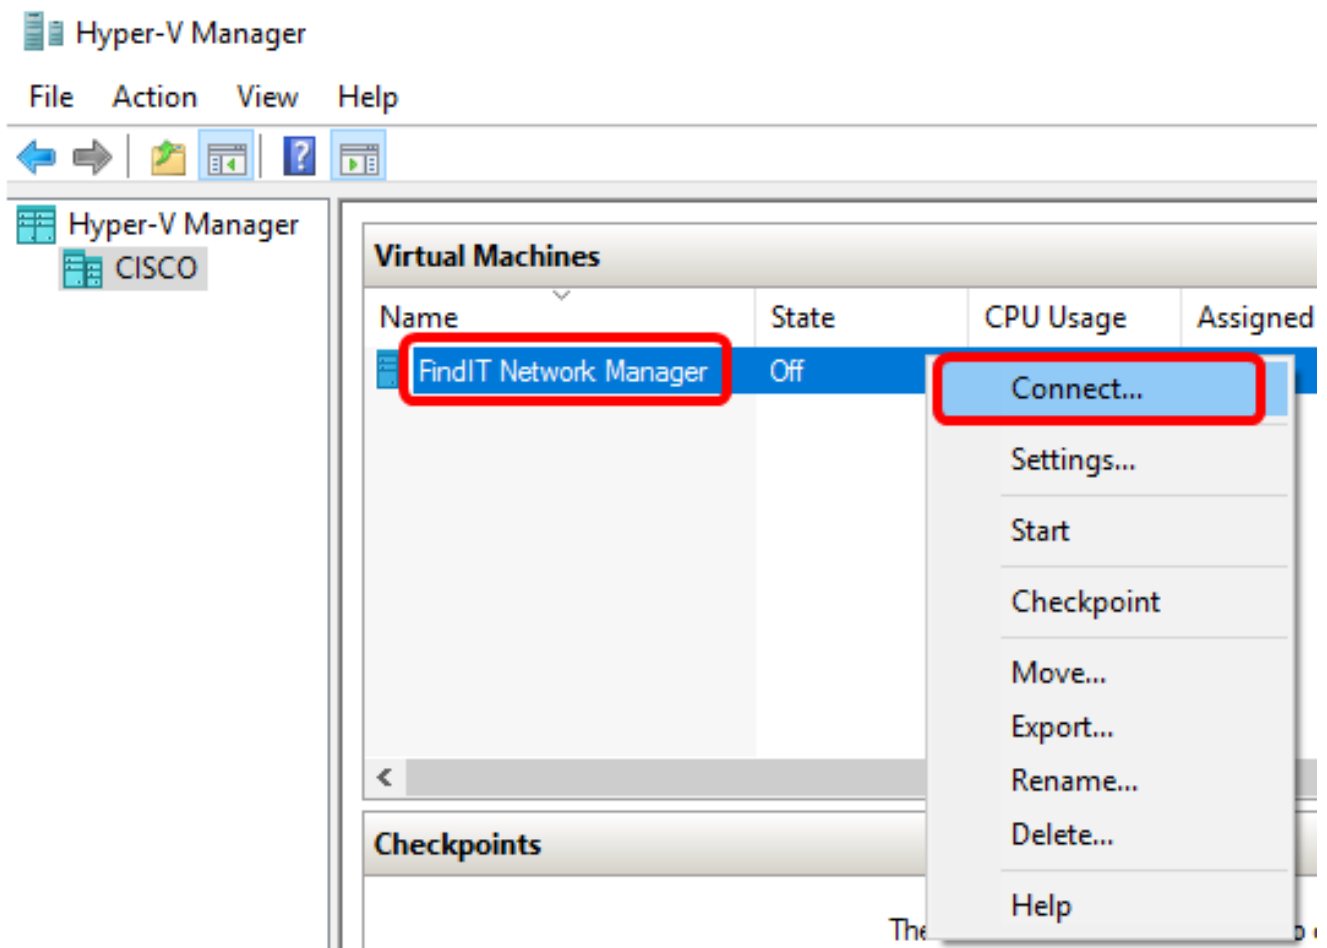 Hyper-V Manager
File Action View Help
Hyper-V Manager
CISCO
Virtual Machines
Name State CPU Usage Assigned
FindIT Network Manager Off
Connect...
Settings...
Start
Checkpoint
Move...
Export...
Rename...
Delete...
Help
Checkpoints